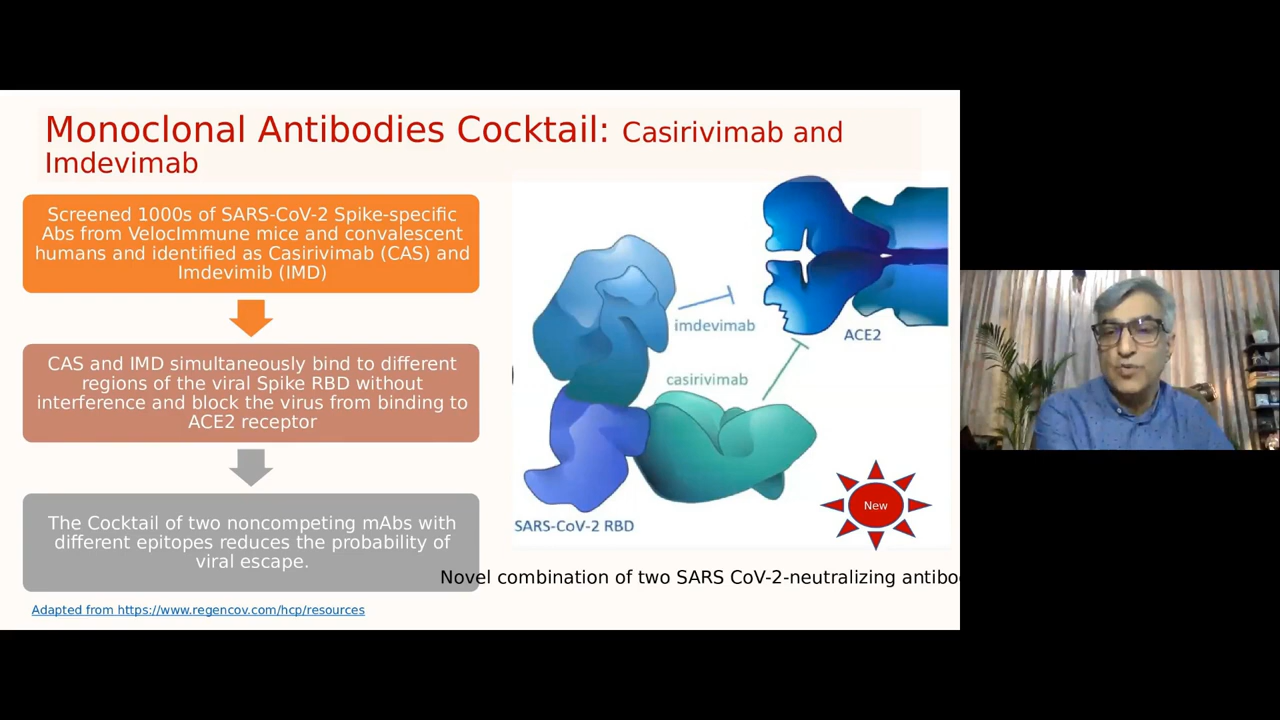 Monoclonal Antibodies Cocktail: Casirivimab and
Imdevimab
Screened 1000s of SARS-CoV-2 Spike-specific
Abs from VelocImmune mice and convalescent
humans and identified as Casirivimab (CAS) and
Imdevimib (IMD)
CAS and IMD simultaneously bind to different
regions of the viral Spike RBD without
interference and block the virus from binding to
ACE2 receptor
The Cocktail of two noncompeting mAbs with
different epitopes reduces the probability of
viral escape.
Adapted from https://www.regencov.com/hcp/resources
imdevimab
ACE2
casirivimab
SARS-CoV-2 RBD
New
Novel combination of two SARS CoV-2-neutralizing